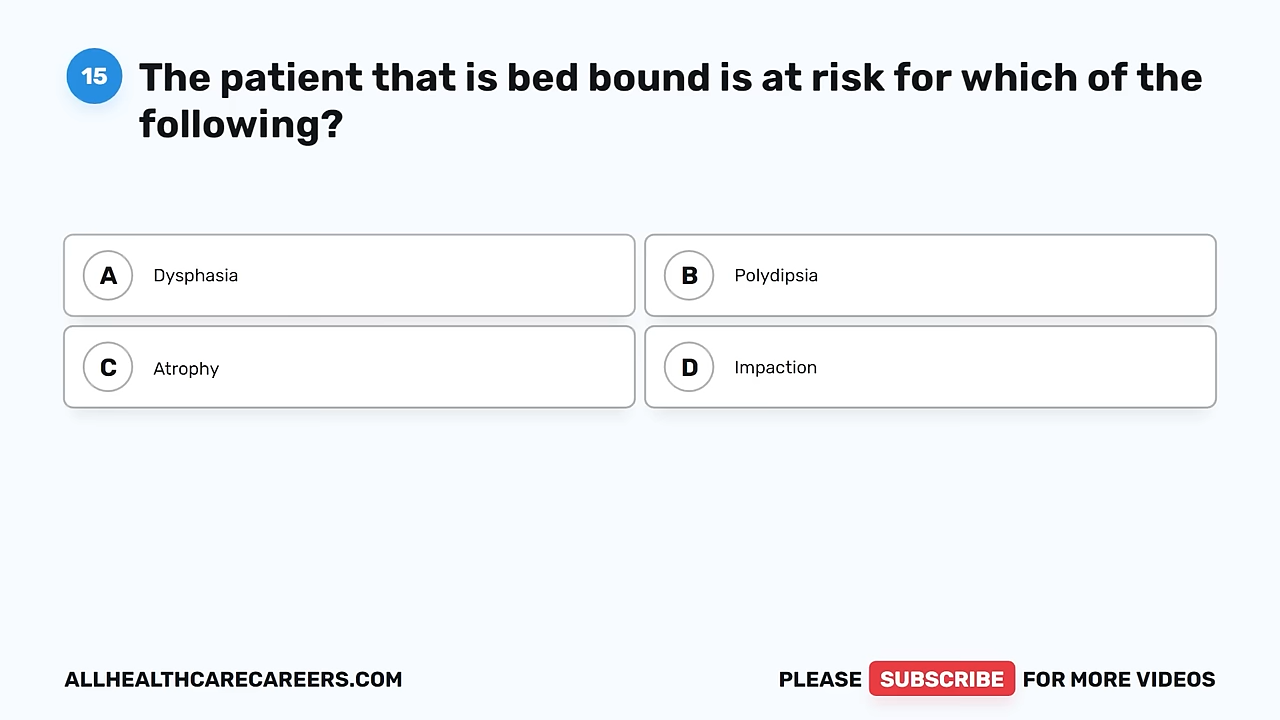 15 The patient that is bed bound is at risk for which of the
following?
A Dysphasia
B Polydipsia
C Atrophy
D Impaction
ALLHEALTHCARECAREERS.COM
PLEASE SUBSCRIBE FOR MORE VIDEOS